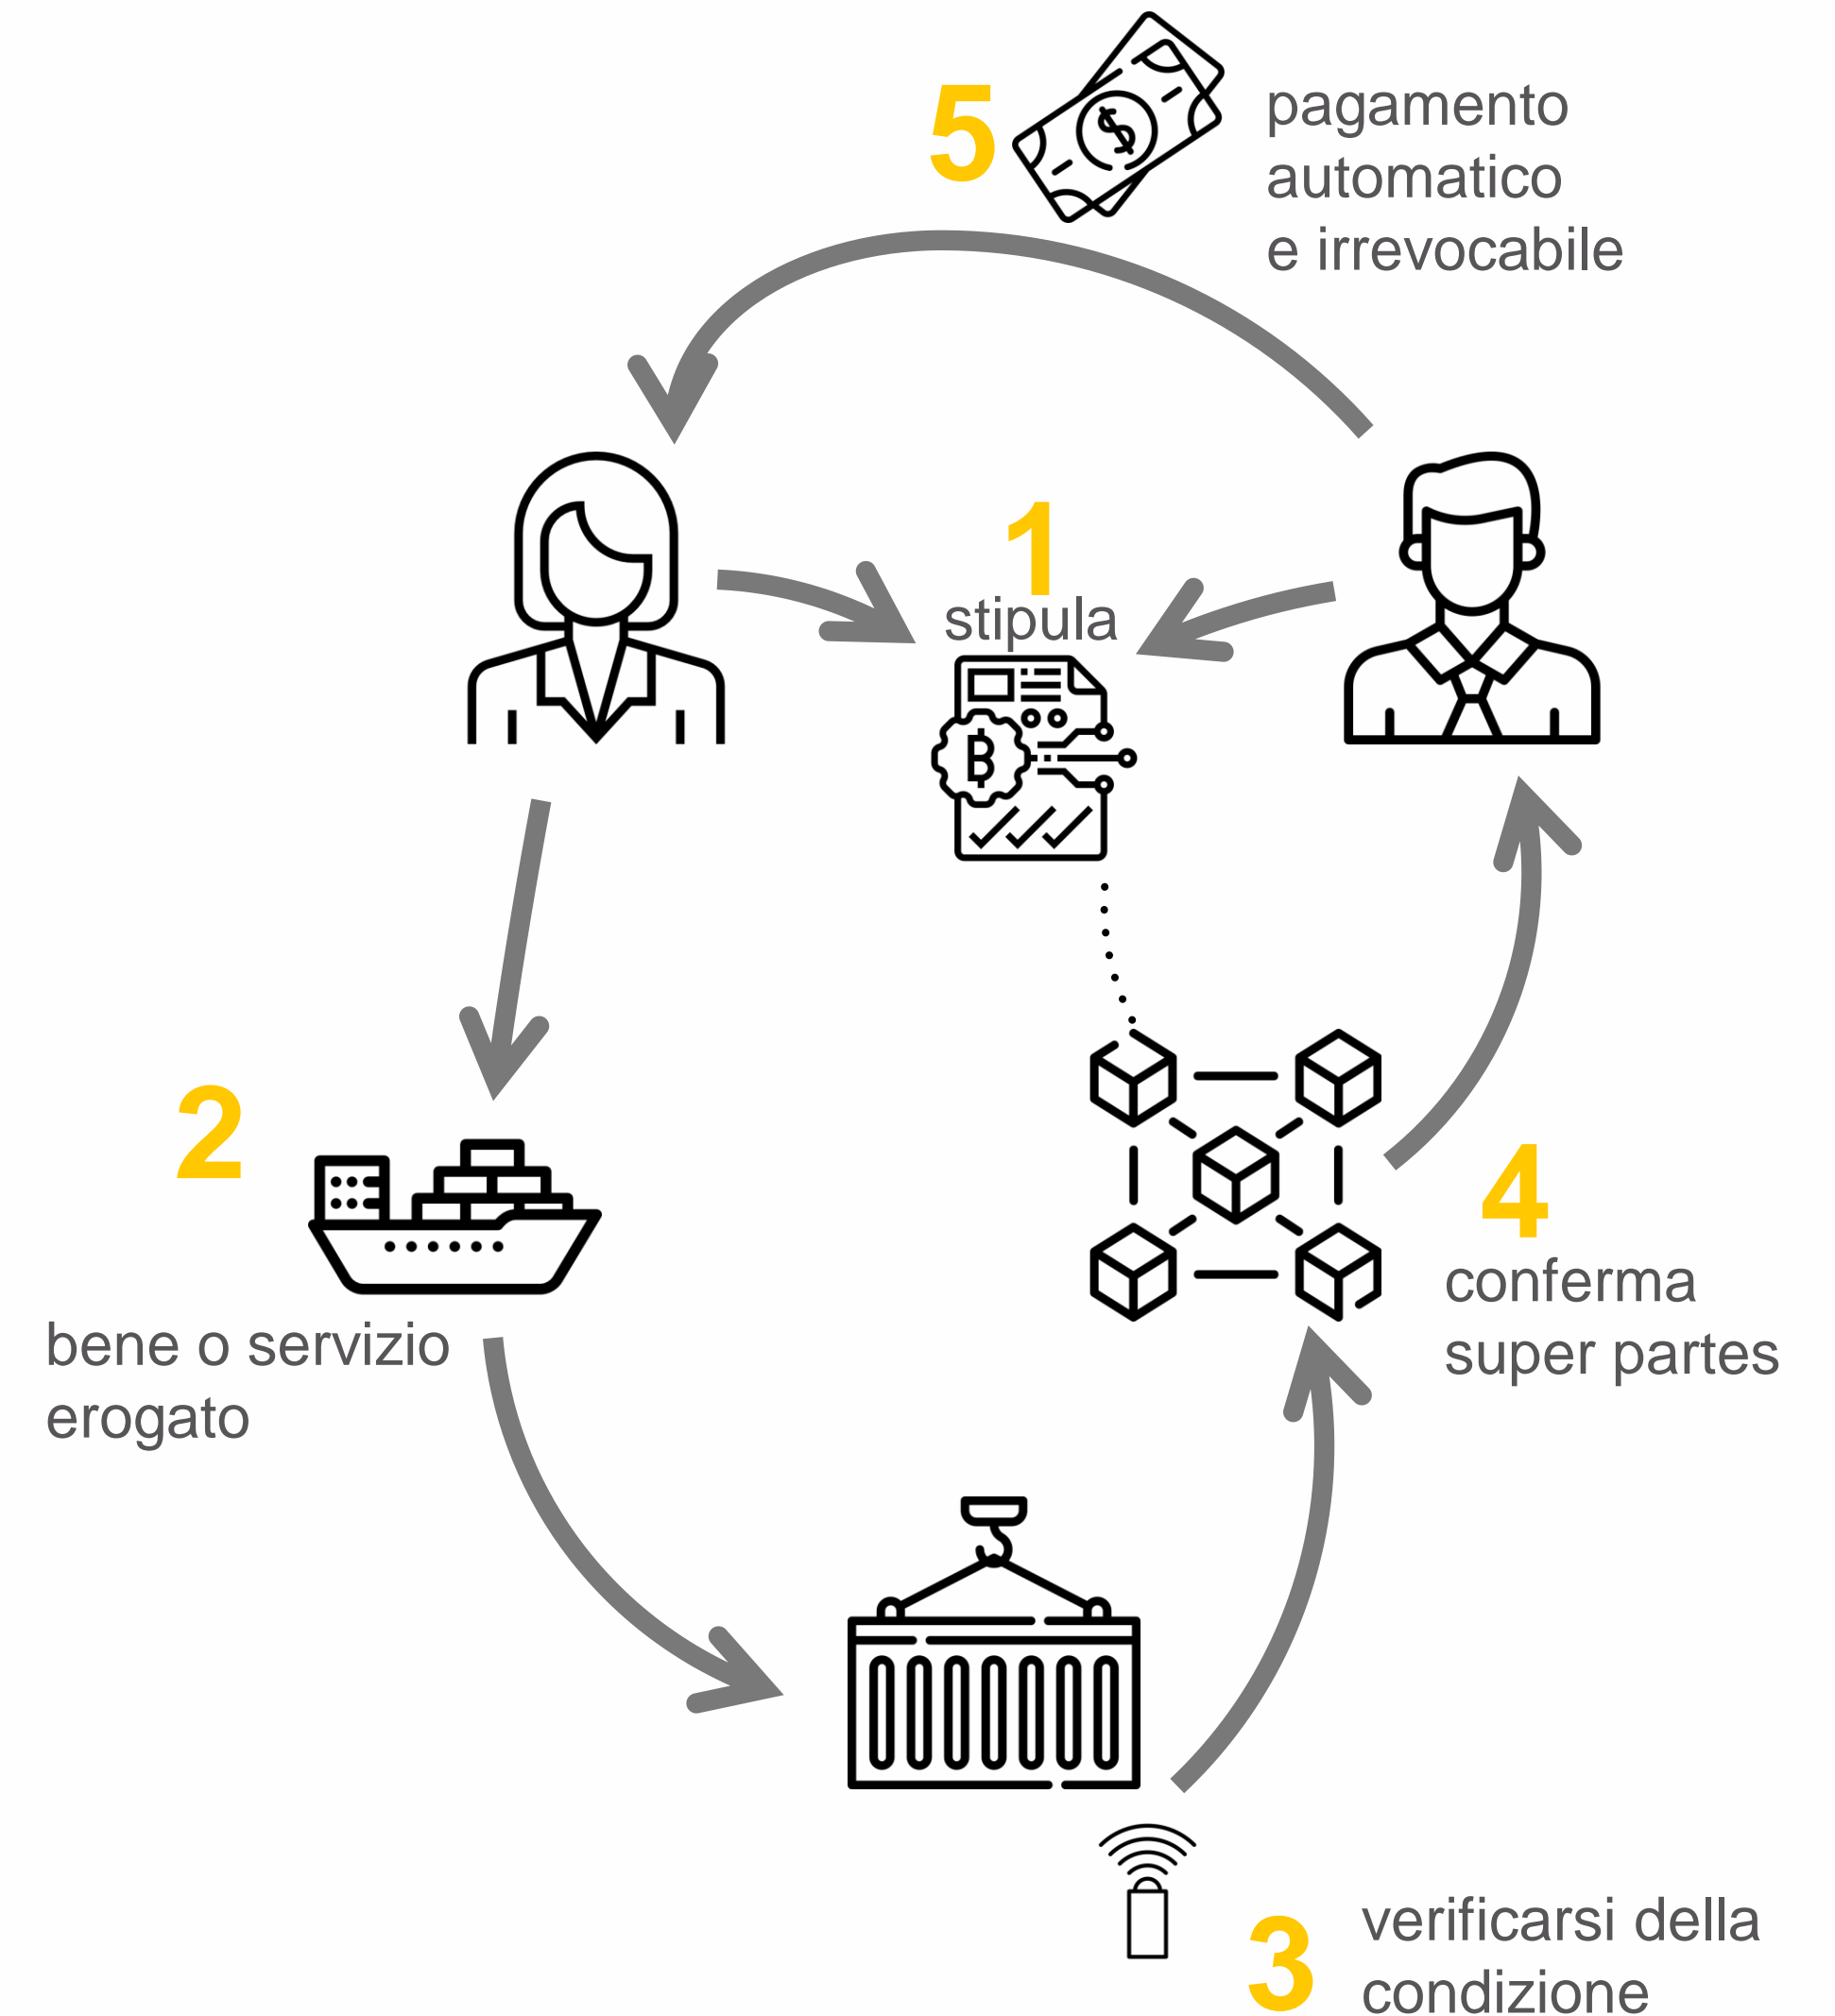 5
pagamento
automatico
e irrevocabile
1
stipula
2
bene o servizio
erogato
4
conferma
super partes
3
verificarsi della
condizione